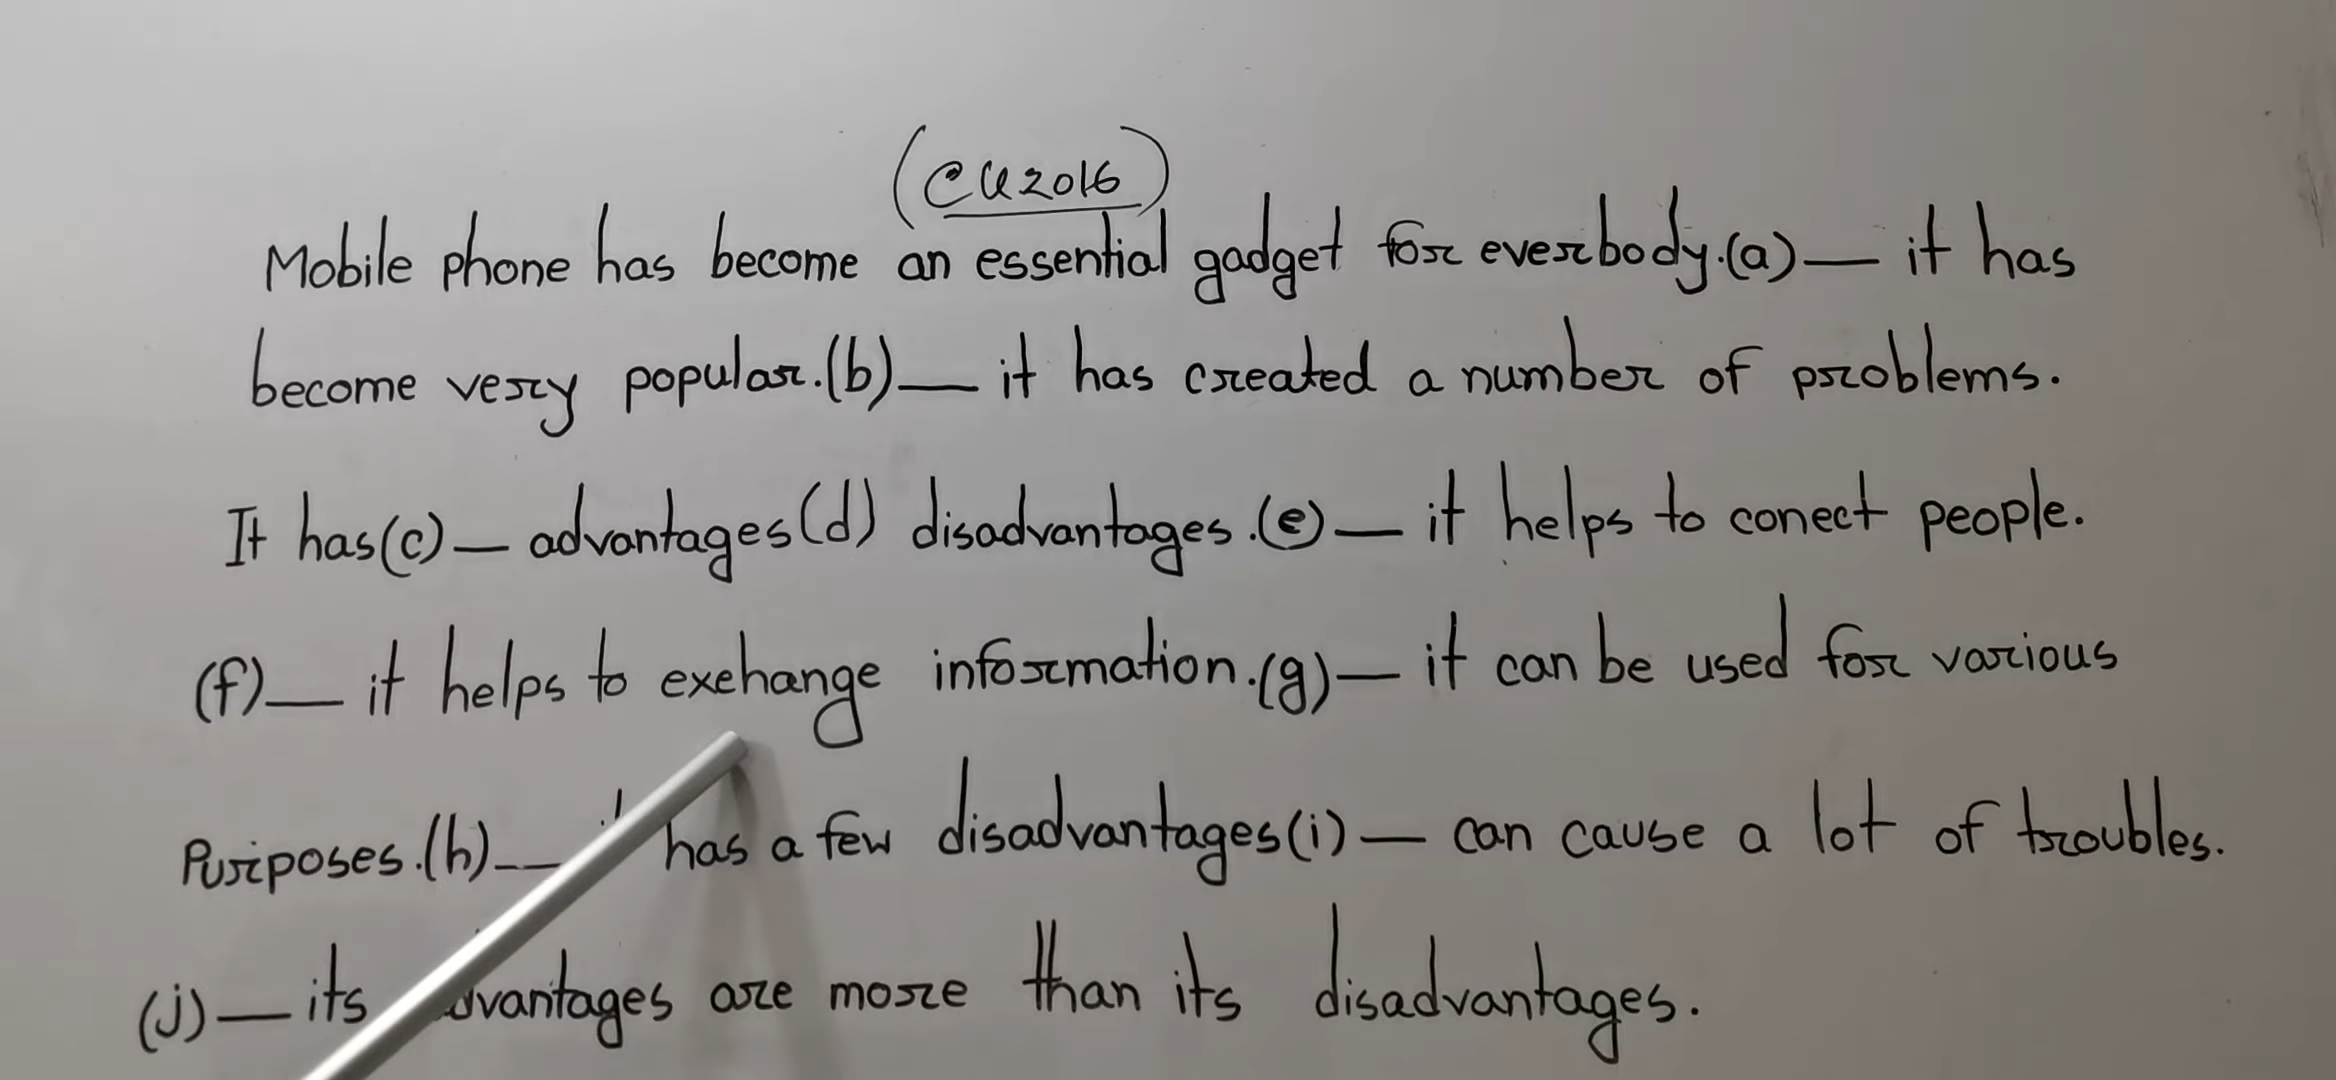 (CU2016)
Mobile phone has become an essential gadget for everbody.(a)— it has
become very popular.(b)— it has created a number of problems.
It has(c)— advantages(d) disadvantages.(e)— it helps to conect people.
(f)— it helps to exehange information.(g)— it can be used for various
Purposes.(h)-— has a few disadvantages(i)— can cause a lot of troubles.
(j)— its are more than its disadvantages.